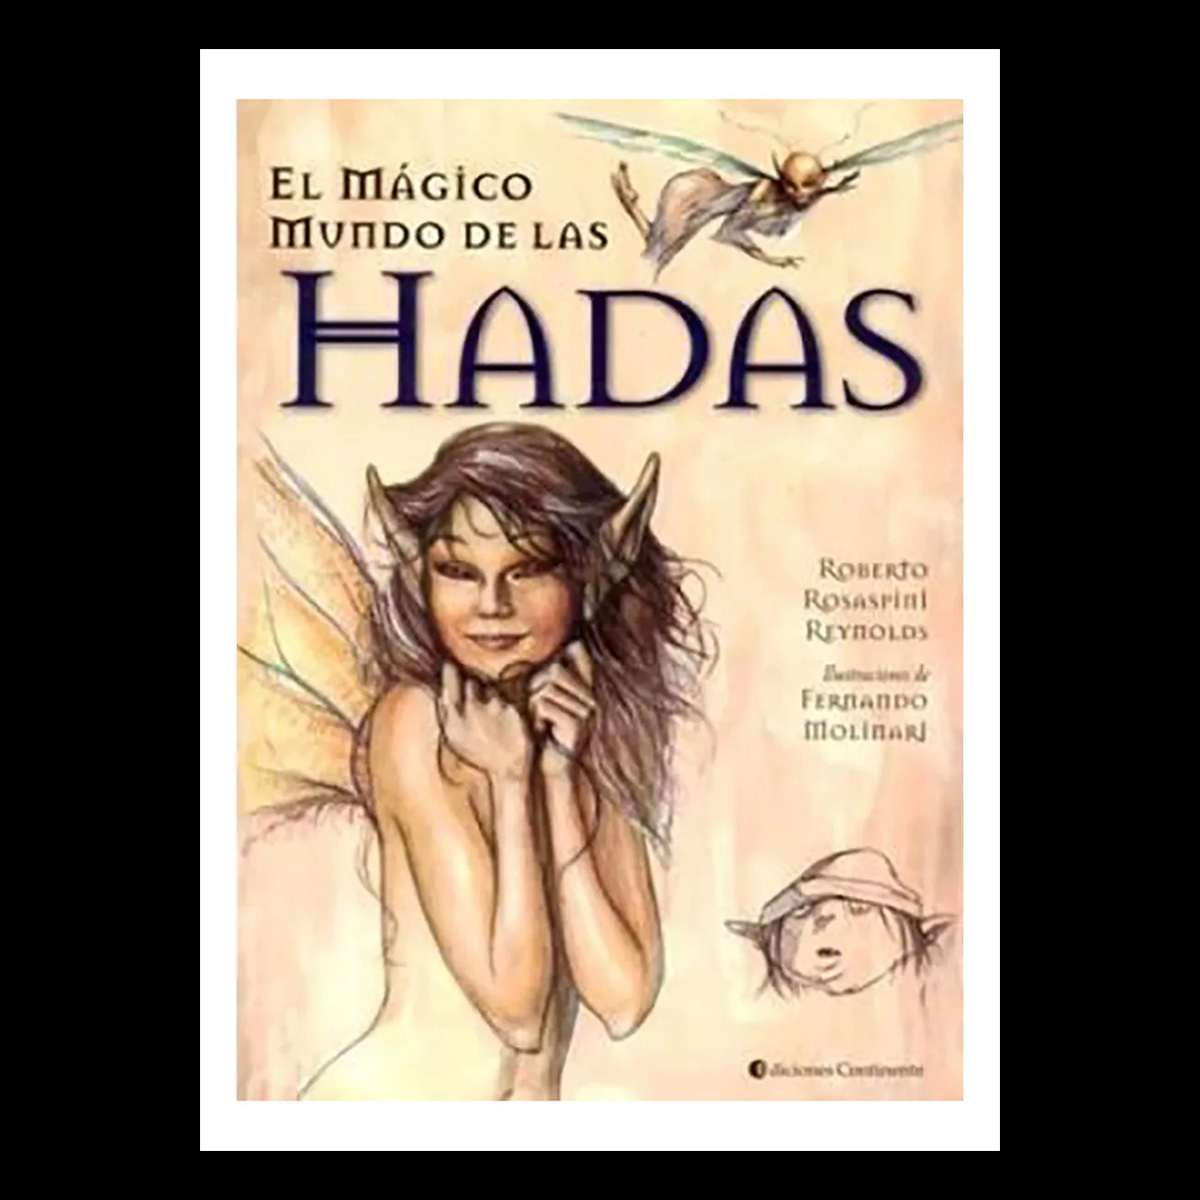 El Mágico
Mundo de las
Hadas
Roberto
Rosaspini
Reynolds
Ilustraciones de
Fernando
Molinari
Ediciones Continente